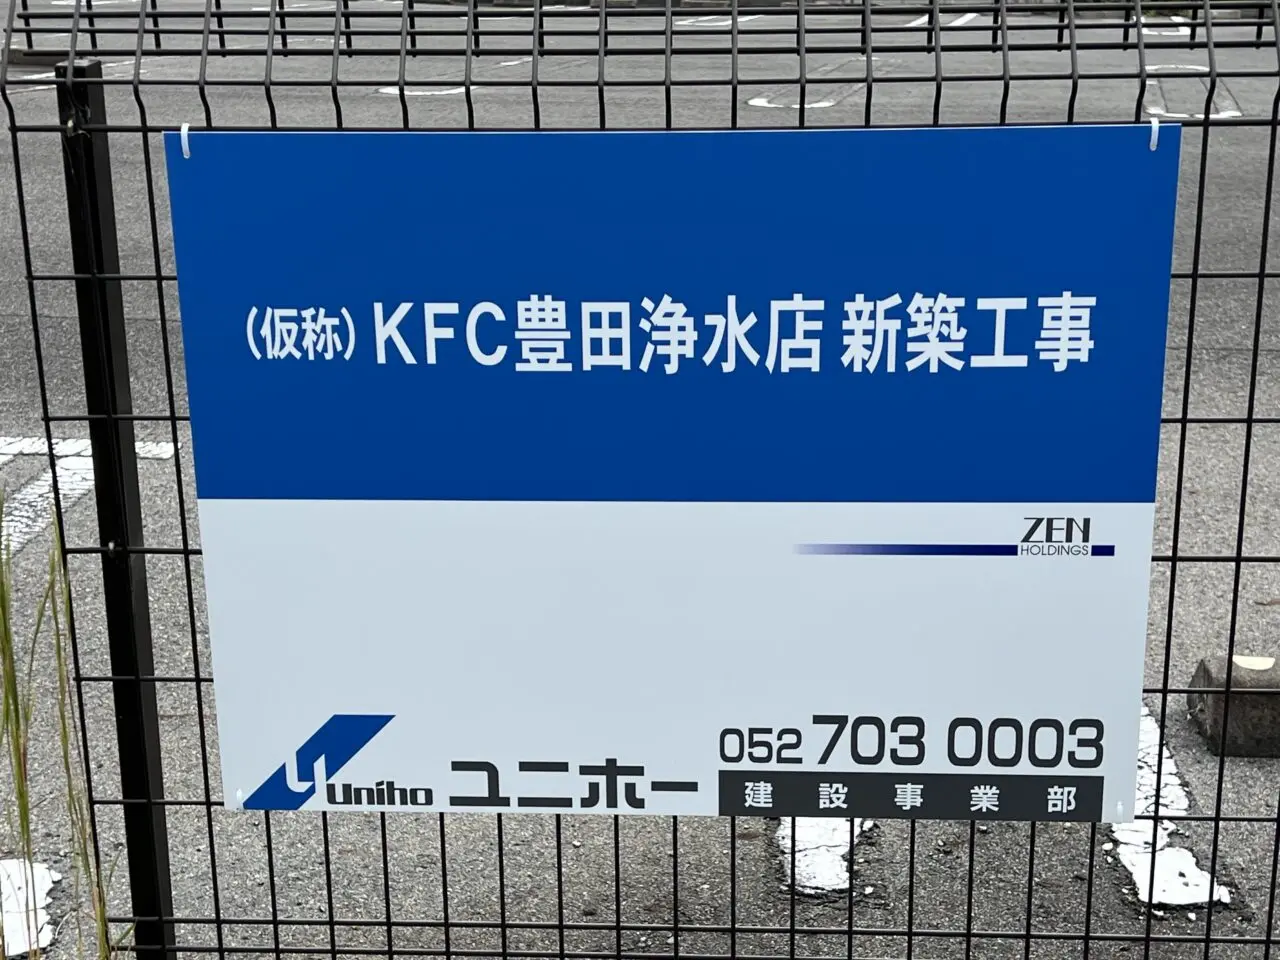 (仮称) KFC豊田浄水店 新築工事
ZEN
HOLDINGS
Uniho ユニホー
052 703 0003
建設事業部